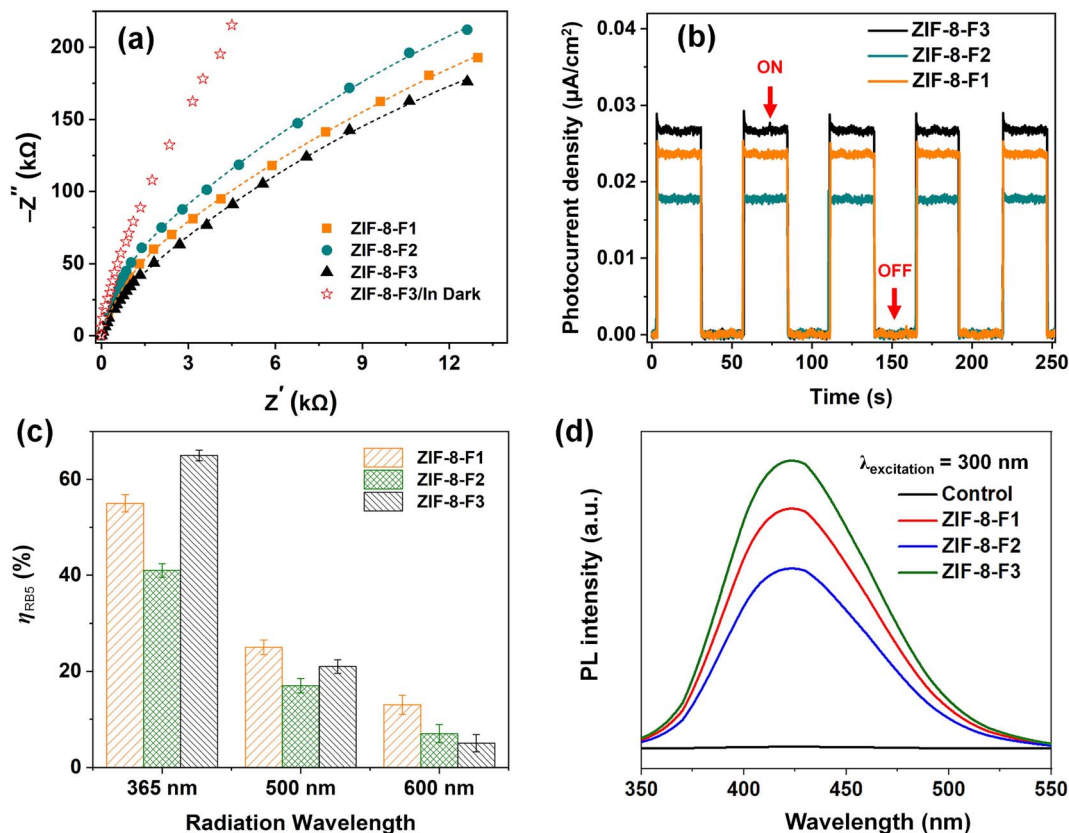 (a)
200
150
100
50
0
−Z″ (kΩ)
ZIF-8-F1
ZIF-8-F2
ZIF-8-F3
ZIF-8-F3/In Dark
0 3 6 9 12
Z′ (kΩ)
(b)
0.04
0.03
0.02
0.01
0.00
Photocurrent density (μA/cm²)
ZIF-8-F3
ZIF-8-F2
ZIF-8-F1
ON
OFF
0 50 100 150 200 250
Time (s)
(c)
60
40
20
0
ηRB5 (%)
ZIF-8-F1
ZIF-8-F2
ZIF-8-F3
365 nm 500 nm 600 nm
Radiation Wavelength
(d)
PL intensity (a.u.)
λexcitation = 300 nm
Control
ZIF-8-F1
ZIF-8-F2
ZIF-8-F3
350 400 450 500 550
Wavelength (nm)